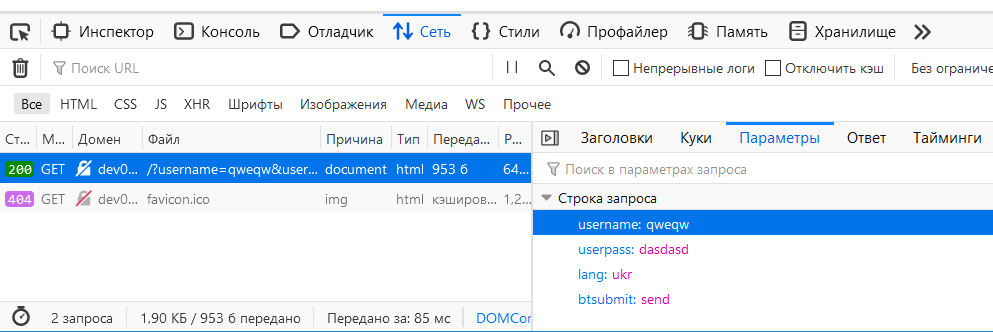 Инспектор Консоль Отладчик Сеть Стили Профайлер Память Хранилище
Поиск URL Непрерывные логи Отключить кэш Без ограниче
Все HTML CSS JS XHR Шрифты Изображения Медиа WS Прочее
Ст... М... Домен Файл Причина Тип Переда... Р...
200 GET dev0... /?username=qweqw&user... document html 953 б 64...
404 GET dev0... favicon.ico img html кэширов... 1,2...
Заголовки Куки Параметры Ответ Тайминги
Поиск в параметрах запроса
Строка запроса
username: qweqw
userpass: dasdasd
lang: ukr
btsubmit: send
2 запроса 1,90 КБ / 953 б передано Передано за: 85 мс DOMCon